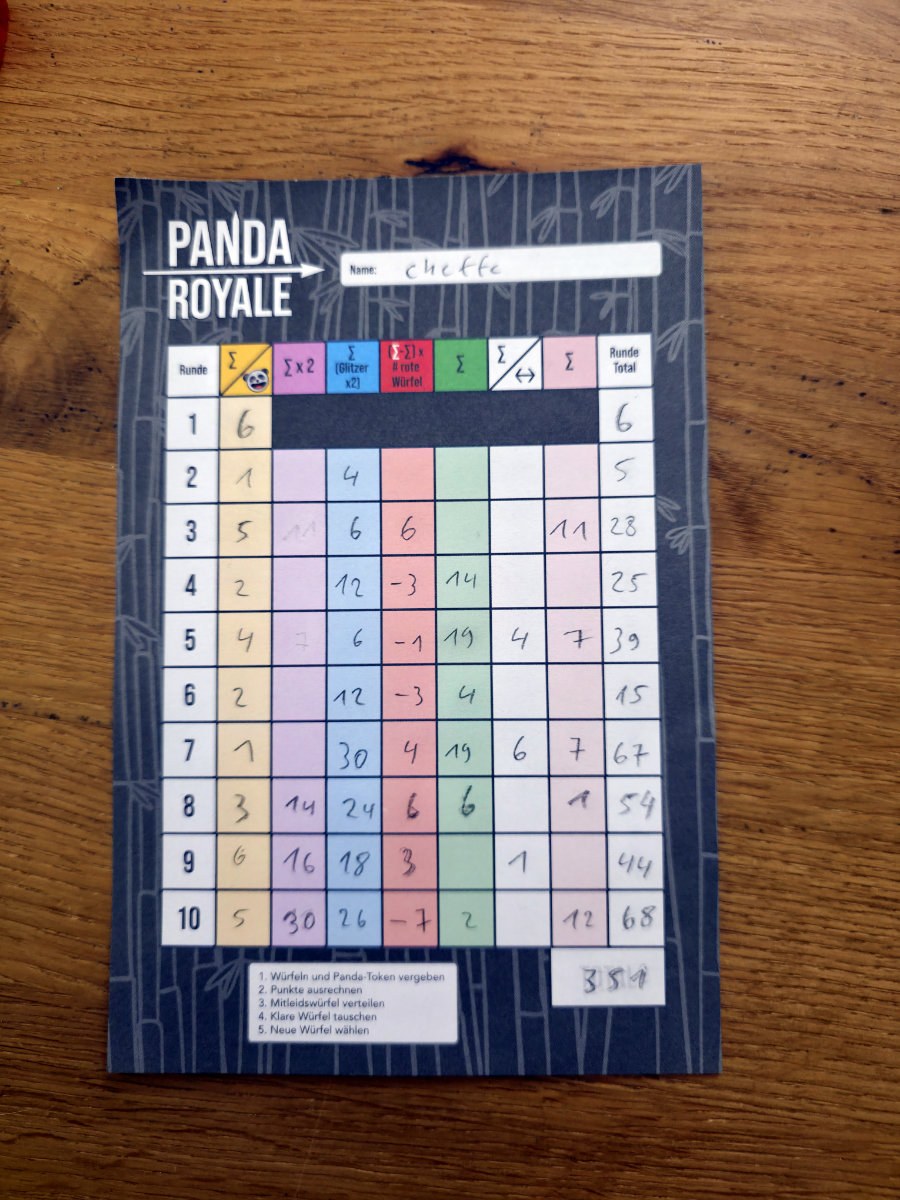 PANDA
ROYALE
Name: cheffe
Runde Σ Σ x 2 Σ (Glitzer x2) (Σ-Σ) x # rote Würfel Σ Σ ↔ Σ Runde Total
1 6 6
2 1 4 5
3 5 11 6 6 11 28
4 2 12 -3 14 25
5 4 7 6 -1 19 4 7 39
6 2 12 -3 4 15
7 1 30 4 19 6 7 67
8 3 14 24 6 6 1 54
9 6 16 18 3 1 44
10 5 30 26 -7 2 12 68
351
1. Würfeln und Panda-Token vergeben
2. Punkte ausrechnen
3. Mitleidswürfel verteilen
4. Klare Würfel tauschen
5. Neue Würfel wählen